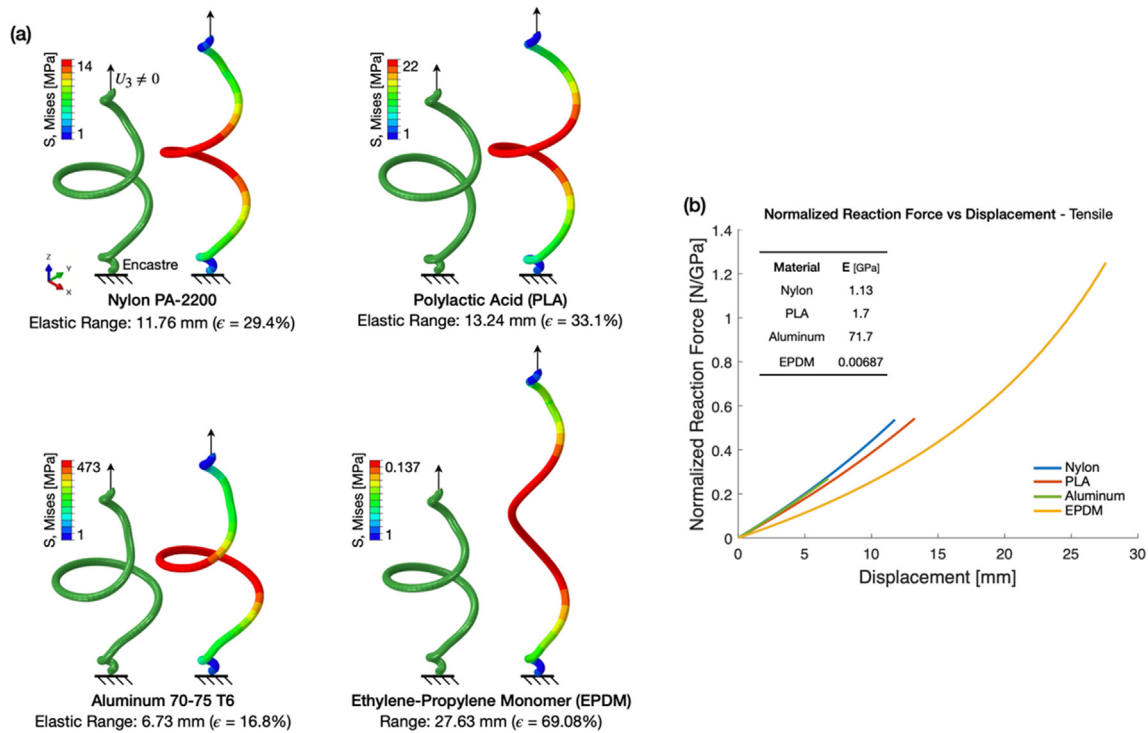 (a)
S, Mises [MPa]
14
1
U₃ ≠ 0
Z
Y
X
Encastre
Nylon PA-2200
Elastic Range: 11.76 mm (ϵ = 29.4%)
S, Mises [MPa]
22
1
Polylactic Acid (PLA)
Elastic Range: 13.24 mm (ϵ = 33.1%)
S, Mises [MPa]
473
1
Aluminum 70-75 T6
Elastic Range: 6.73 mm (ϵ = 16.8%)
S, Mises [MPa]
0.137
1
Ethylene-Propylene Monomer (EPDM)
Range: 27.63 mm (ϵ = 69.08%)
(b)
Normalized Reaction Force vs Displacement - Tensile
Normalized Reaction Force [N/GPa]
1.4
1.2
1
0.8
0.6
0.4
0.2
0
Material E [GPa]
Nylon 1.13
PLA 1.7
Aluminum 71.7
EPDM 0.00687
Nylon
PLA
Aluminum
EPDM
0 5 10 15 20 25 30
Displacement [mm]